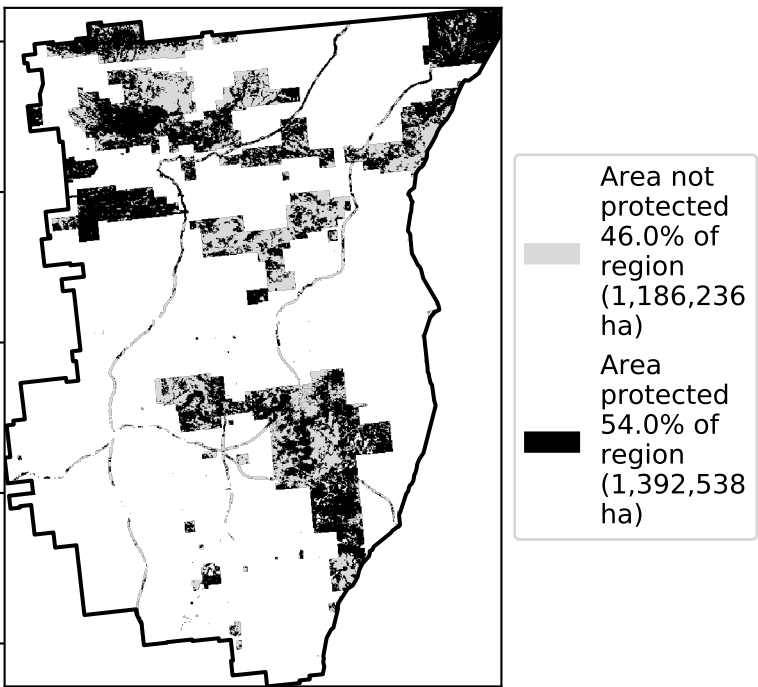 Area not
protected
46.0% of
region
(1,186,236
ha)
Area
protected
54.0% of
region
(1,392,538
ha)